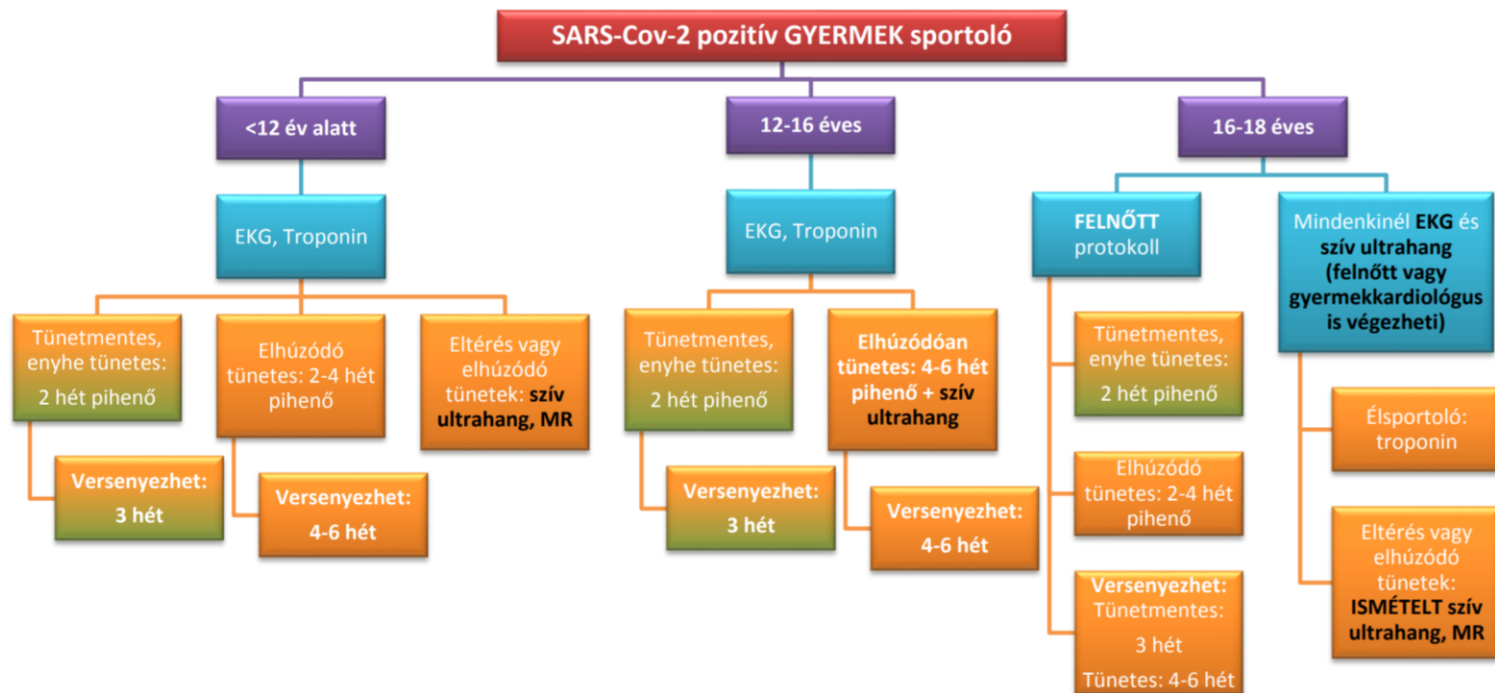 SARS-Cov-2 pozitív GYERMEK sportoló
<12 év alatt
EKG, Troponin
Tünetmentes,
enyhe tünetes:
2 hét pihenő
Versenyezhet:
3 hét
Elhúzódó
tünetes: 2-4 hét
pihenő
Versenyezhet:
4-6 hét
Eltérés vagy
elhúzódó
tünetek: szív
ultrahang, MR
12-16 éves
EKG, Troponin
Tünetmentes,
enyhe tünetes:
2 hét pihenő
Versenyezhet:
3 hét
Elhúzódóan
tünetes: 4-6 hét
pihenő + szív
ultrahang
Versenyezhet:
4-6 hét
16-18 éves
FELNŐTT
protokoll
Tünetmentes,
enyhe tünetes:
2 hét pihenő
Elhúzódó
tünetes: 2-4 hét
pihenő
Versenyezhet:
Tünetmentes:
3 hét
Tünetes: 4-6 hét
Mindenkinél EKG és
szív ultrahang
(felnőtt vagy
gyermekkardiológus
is végezheti)
Élsportoló:
troponin
Eltérés vagy
elhúzódó
tünetek:
ISMÉTELT szív
ultrahang, MR